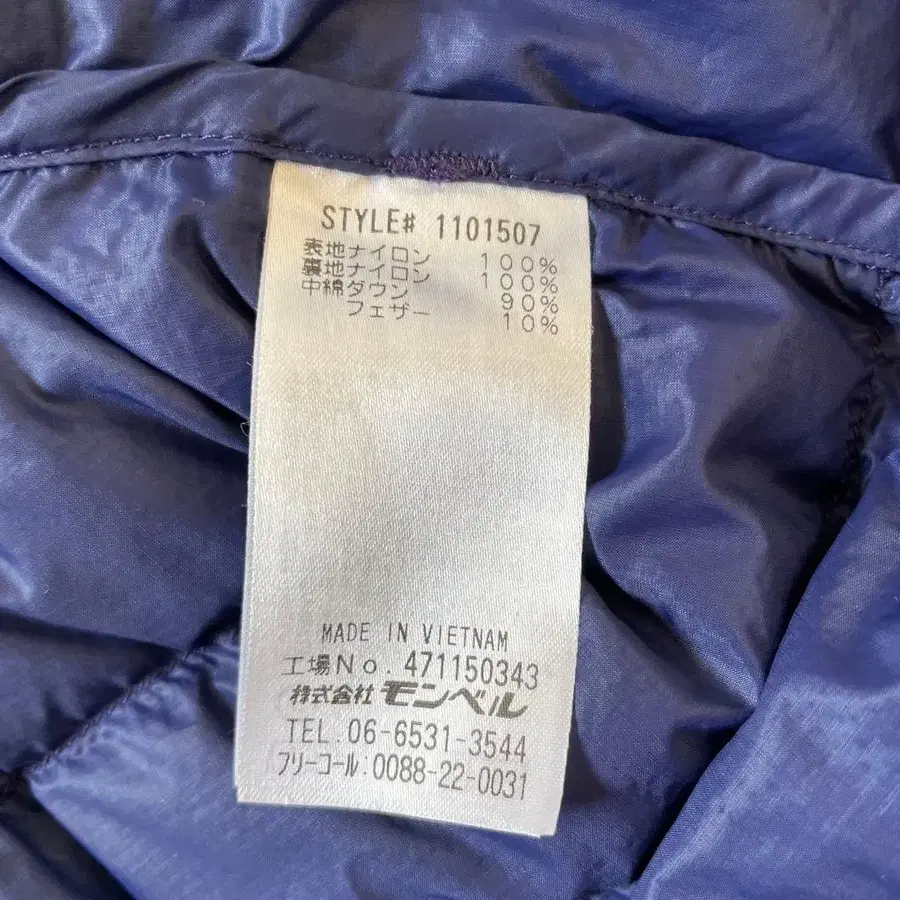 STYLE# 1101507
表地ナイロン 100%
裏地ナイロン 100%
中綿ダウン 90%
フェザー 10%
MADE IN VIETNAM
工場No. 471150343
株式会社 モンベル
TEL.06-6531-3544
フリーコール:0088-22-0031